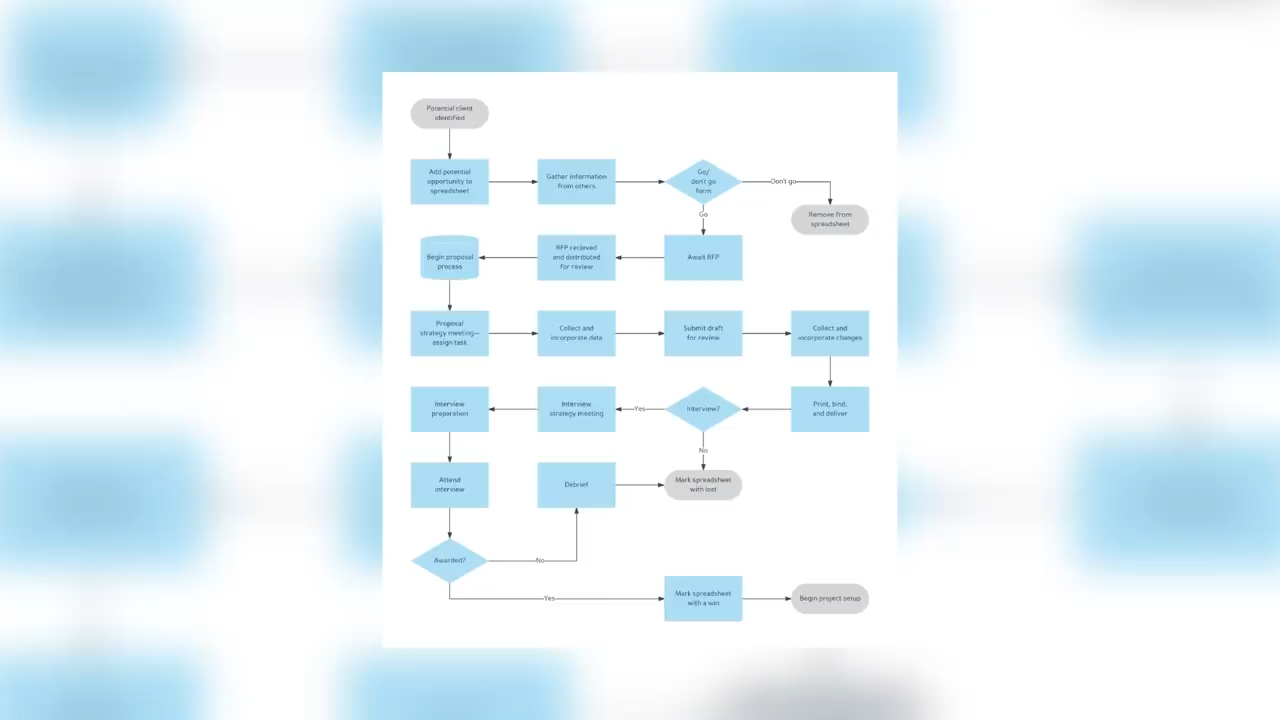 Potential client
identified
Add potential
opportunity to
spreadsheet
Gather information
from others
Go/
don't go
form
Don't go
Remove from
spreadsheet
Go
Begin proposal
process
RFP recieved
and distributed
for review
Await RFP
Proposal
strategy meeting—
assign task
Collect and
incorporate data
Submit draft
for review
Collect and
incorporate changes
Interview
preparation
Interview
strategy meeting
Yes
Interview?
Print, bind,
and deliver
No
Attend
interview
Debrief
Mark spreadsheet
with lost
Awarded?
No
Yes
Mark spreadsheet
with a win
Begin project setup